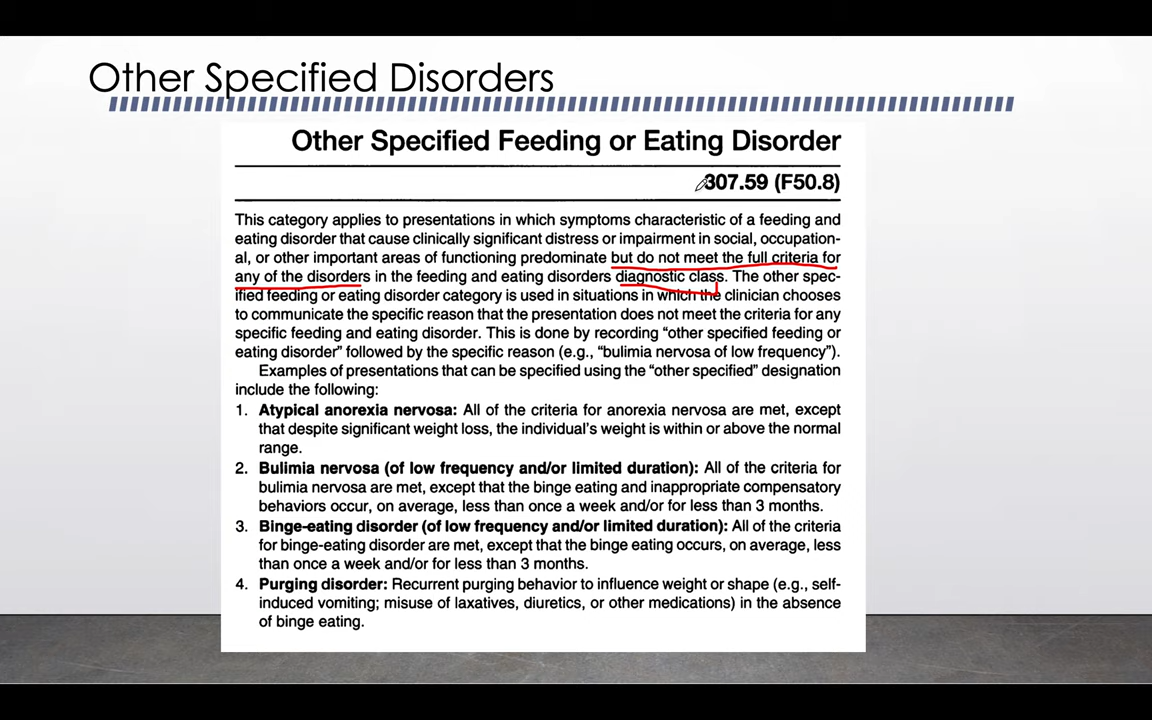 Other Specified Disorders
Other Specified Feeding or Eating Disorder
307.59 (F50.8)
This category applies to presentations in which symptoms characteristic of a feeding and
eating disorder that cause clinically significant distress or impairment in social, occupation-
al, or other important areas of functioning predominate but do not meet the full criteria for
any of the disorders in the feeding and eating disorders diagnostic class. The other spec-
ified feeding or eating disorder category is used in situations in which the clinician chooses
to communicate the specific reason that the presentation does not meet the criteria for any
specific feeding and eating disorder. This is done by recording “other specified feeding or
eating disorder” followed by the specific reason (e.g., “bulimia nervosa of low frequency”).
Examples of presentations that can be specified using the “other specified” designation
include the following:
1. Atypical anorexia nervosa: All of the criteria for anorexia nervosa are met, except
that despite significant weight loss, the individual’s weight is within or above the normal
range.
2. Bulimia nervosa (of low frequency and/or limited duration): All of the criteria for
bulimia nervosa are met, except that the binge eating and inappropriate compensatory
behaviors occur, on average, less than once a week and/or for less than 3 months.
3. Binge-eating disorder (of low frequency and/or limited duration): All of the criteria
for binge-eating disorder are met, except that the binge eating occurs, on average, less
than once a week and/or for less than 3 months.
4. Purging disorder: Recurrent purging behavior to influence weight or shape (e.g., self-
induced vomiting; misuse of laxatives, diuretics, or other medications) in the absence
of binge eating.